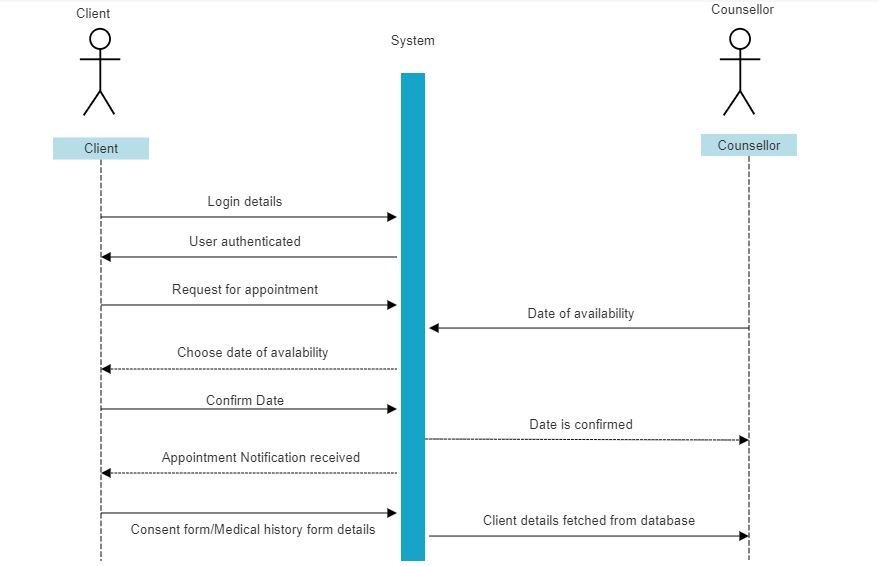 Client
Counsellor
System
Client
Counsellor
Login details
User authenticated
Request for appointment
Date of availability
Choose date of avalability
Confirm Date
Date is confirmed
Appointment Notification received
Consent form/Medical history form details
Client details fetched from database